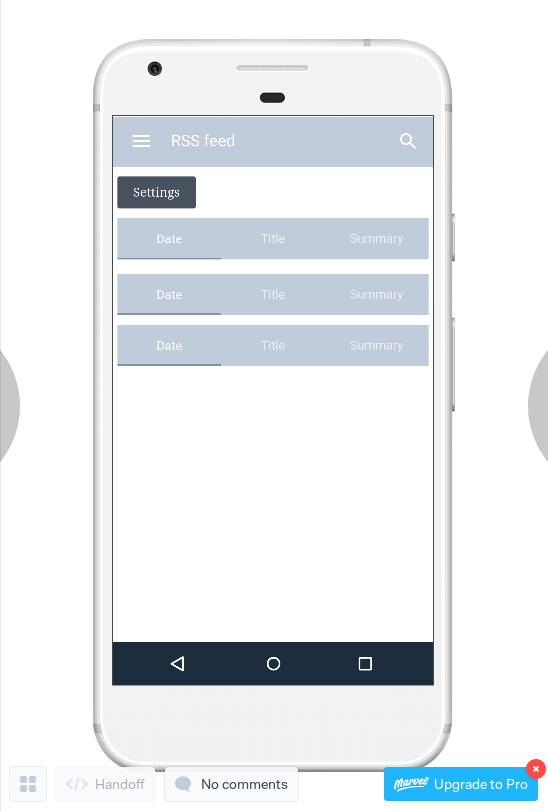 RSS feed
Settings
Date Title Summary
Date Title Summary
Date Title Summary
Handoff
No comments
Marvel Upgrade to Pro